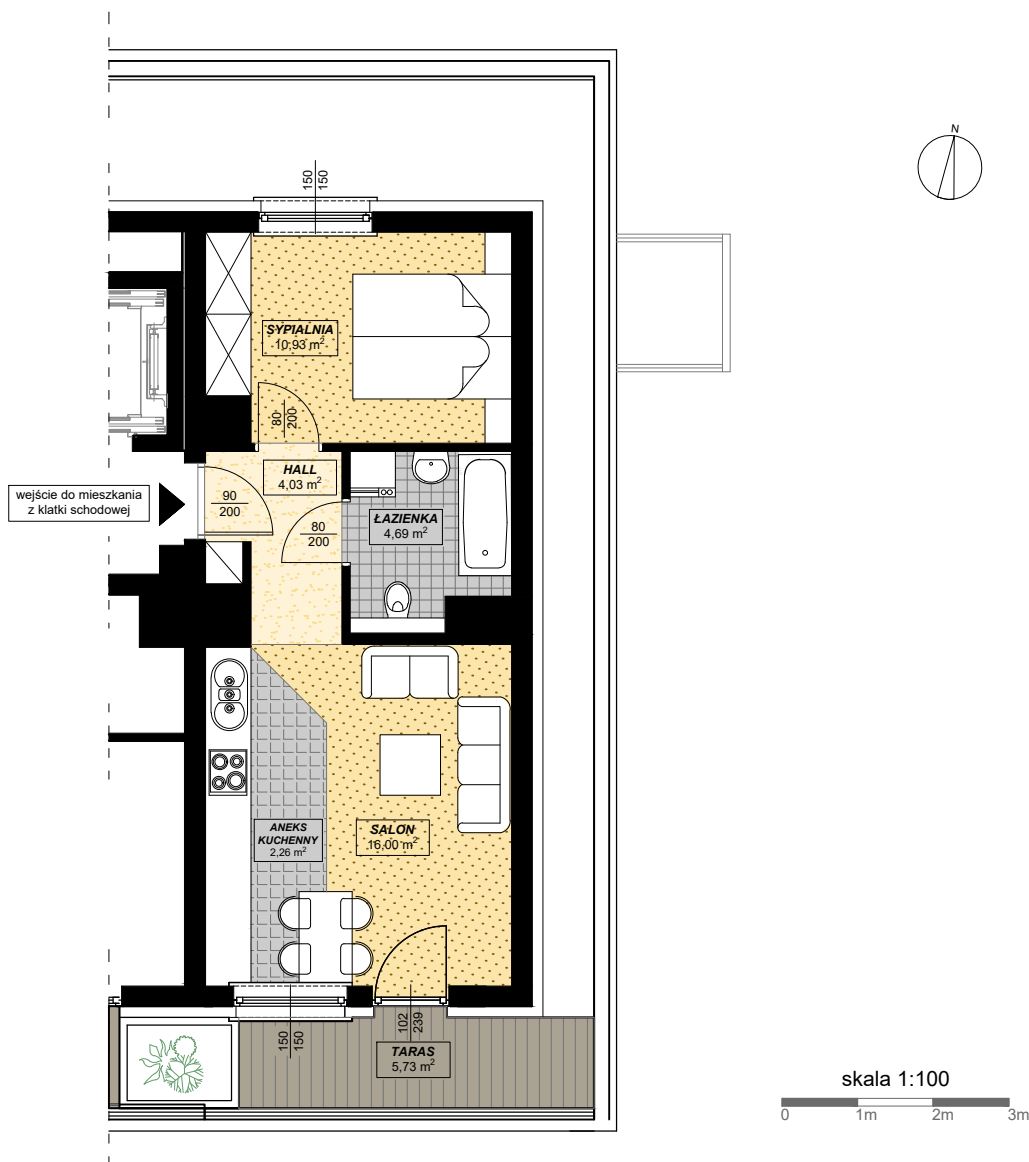 N
150
150
SYPIALNIA
10,93 m²
80
200
HALL
4,03 m²
wejście do mieszkania
z klatki schodowej
90
200
80
200
ŁAZIENKA
4,69 m²
ANEKS
KUCHENNY
2,26 m²
SALON
16,00 m²
150
150
102
239
TARAS
5,73 m²
skala 1:100
0 1m 2m 3m